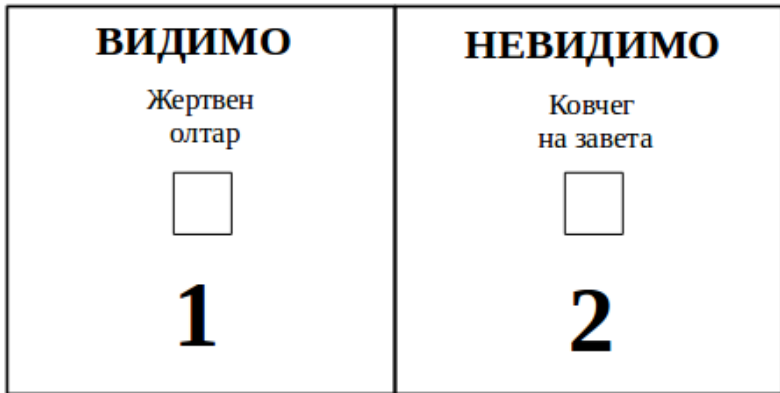 ВИДИМО
Жертвен
олтар
1
НЕВИДИМО
Ковчег
на завета
2